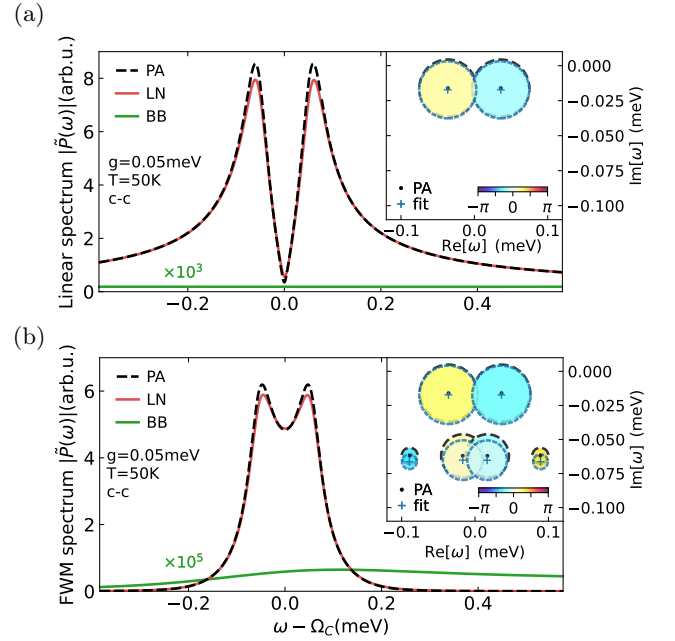 (a)
Linear spectrum |P̃(ω)|(arb.u.)
8
6
4
2
0
PA
LN
BB
g=0.05meV
T=50K
c-c
×10³
−0.2
0.0
0.2
0.4
PA
fit
−π
0
π
0.000
−0.025
−0.050
−0.075
−0.100
Im[ω] (meV)
−0.1
0.0
0.1
Re[ω] (meV)
(b)
FWM spectrum |P̃(ω)|(arb.u.)
6
4
2
0
PA
LN
BB
g=0.05meV
T=50K
c-c
×10⁵
−0.2
0.0
0.2
0.4
ω − Ω_C(meV)
PA
fit
−π
0
π
0.000
−0.025
−0.050
−0.075
−0.100
Im[ω] (meV)
−0.1
0.0
0.1
Re[ω] (meV)